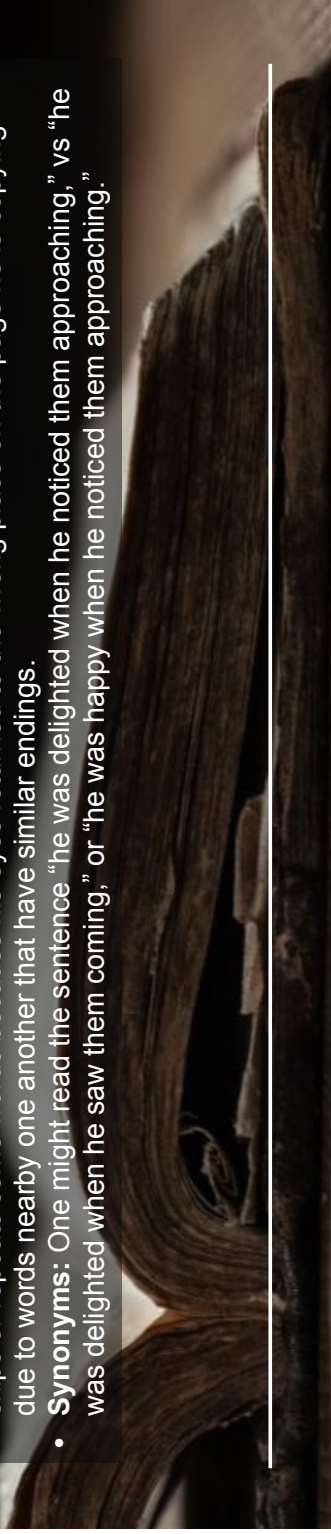 due to words nearby one another that have similar endings.
• Synonyms: One might read the sentence “he was delighted when he noticed them approaching,” vs “he
was delighted when he saw them coming,” or “he was happy when he noticed them approaching.”